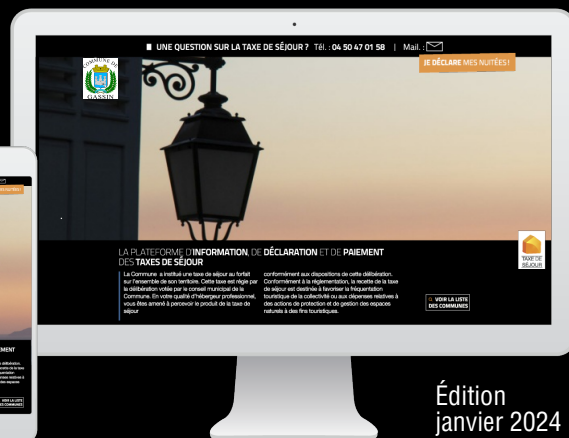 ■ UNE QUESTION SUR LA TAXE DE SÉJOUR ? Tél. : 04 50 47 01 58 | Mail. :
JE DÉCLARE MES NUITÉES !
COMMUNE DE
GASSIN
LA PLATEFORME D'INFORMATION, DE DÉCLARATION ET DE PAIEMENT
DES TAXES DE SÉJOUR
La Commune a institué une taxe de séjour au forfait
sur l'ensemble de son territoire. Cette taxe est régie par
la délibération votée par le conseil municipal de la
Commune. En votre qualité d'hébergeur professionnel,
vous êtes amené à percevoir le produit de la taxe de
séjour
conformément aux dispositions de cette délibération.
Conformément à la réglementation, la recette de la taxe
de séjour est destinée à favoriser la fréquentation
touristique de la collectivité ou aux dépenses relatives à
des actions de protection et de gestion des espaces
naturels à des fins touristiques.
TAXE DE
SÉJOUR
VOIR LA LISTE
DES COMMUNES
VOIR LA LISTE
DES COMMUNES
Édition
janvier 2024